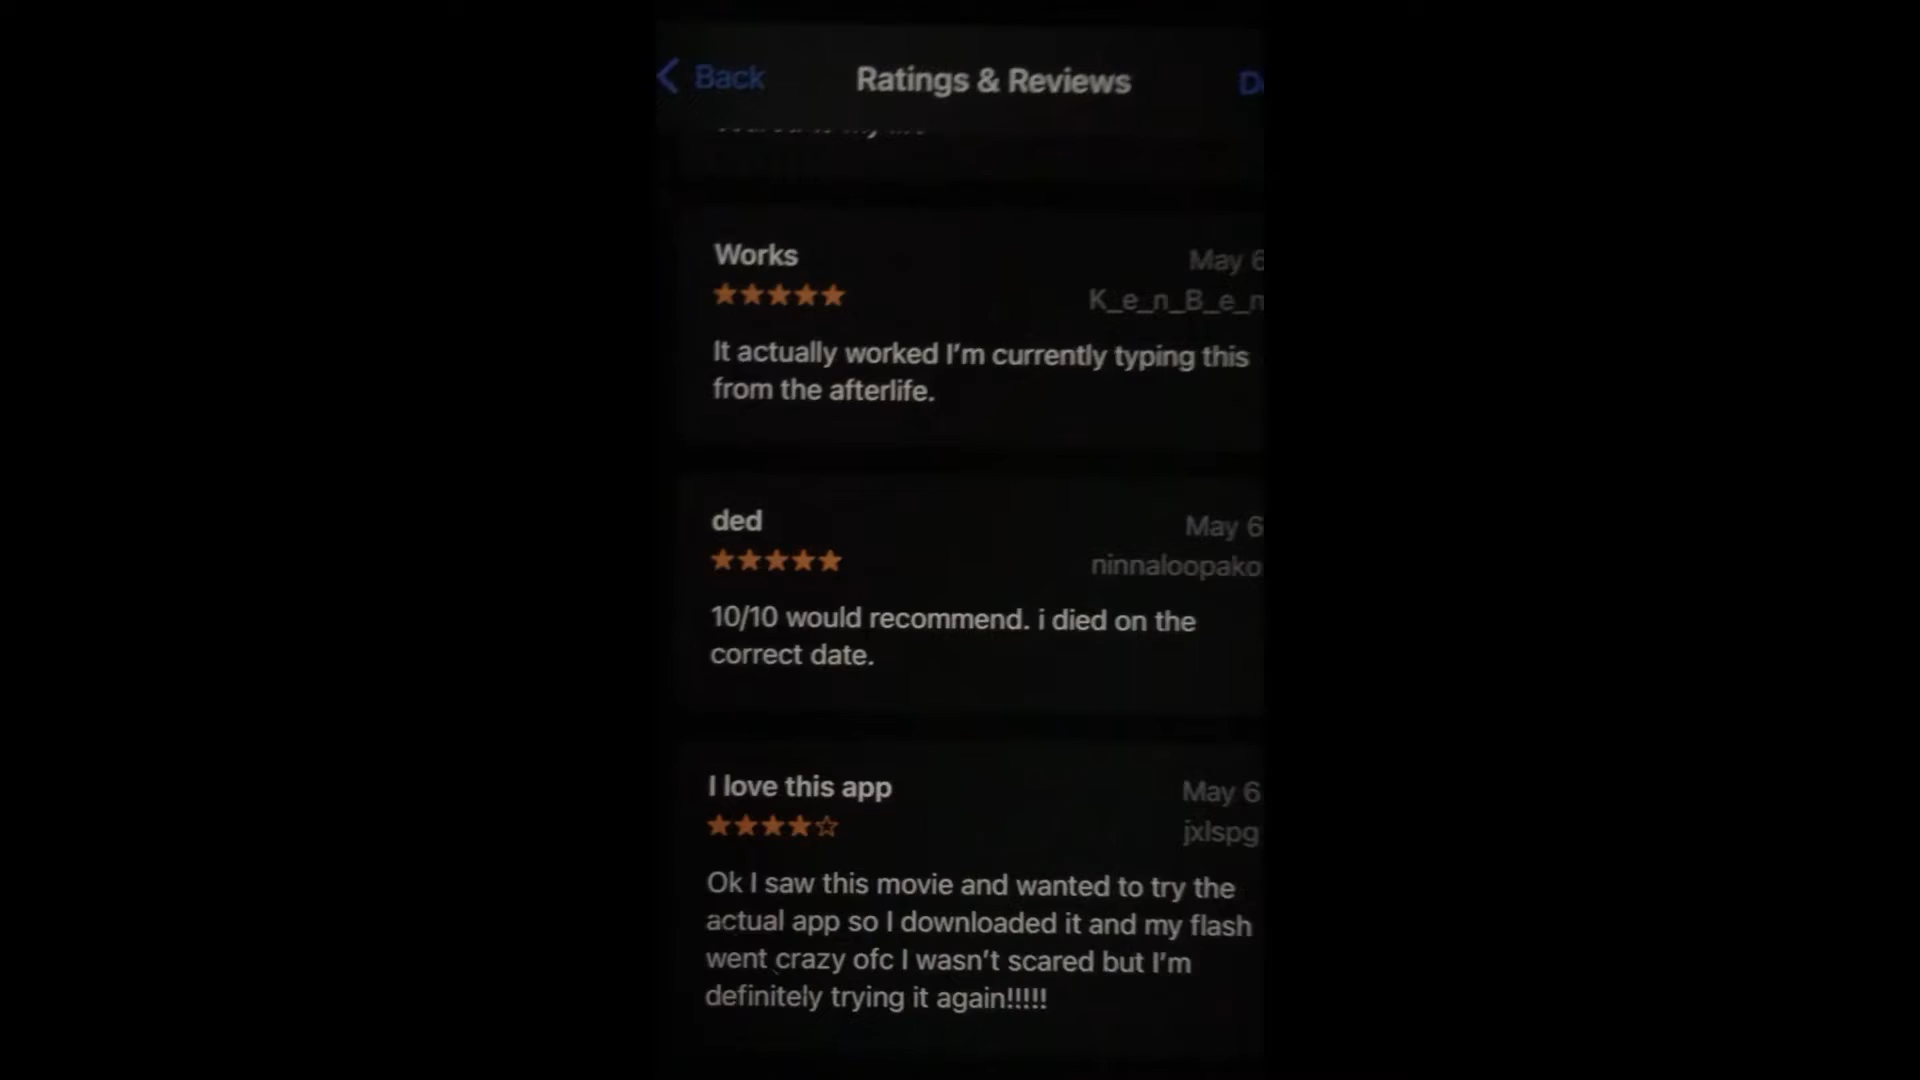 Back
Ratings & Reviews
Works
May 6
K_e_n_B_e_n
It actually worked I'm currently typing this
from the afterlife.
ded
May 6
ninnaloopako
10/10 would recommend. i died on the
correct date.
I love this app
May 6
jxlspg
Ok I saw this movie and wanted to try the
actual app so I downloaded it and my flash
went crazy ofc I wasn't scared but I'm
definitely trying it again!!!!!